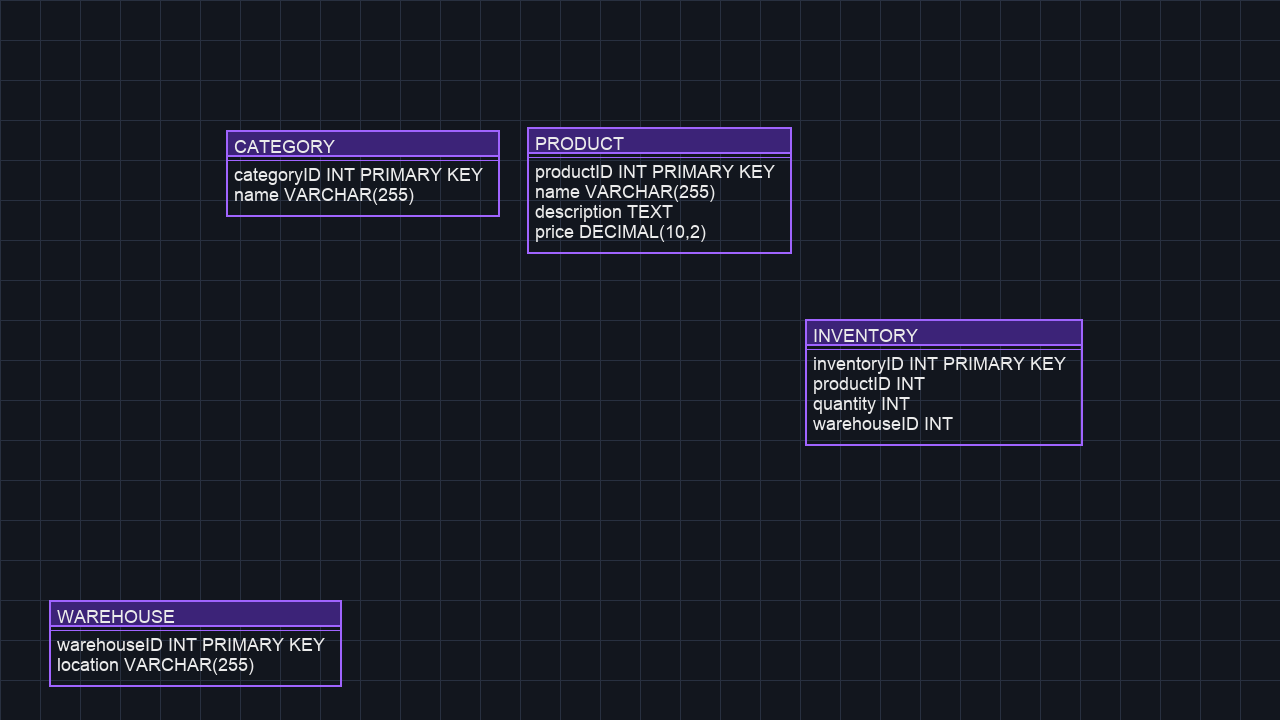 CATEGORY
categoryID INT PRIMARY KEY
name VARCHAR(255)
PRODUCT
productID INT PRIMARY KEY
name VARCHAR(255)
description TEXT
price DECIMAL(10,2)
INVENTORY
inventoryID INT PRIMARY KEY
productID INT
quantity INT
warehouseID INT
WAREHOUSE
warehouseID INT PRIMARY KEY
location VARCHAR(255)